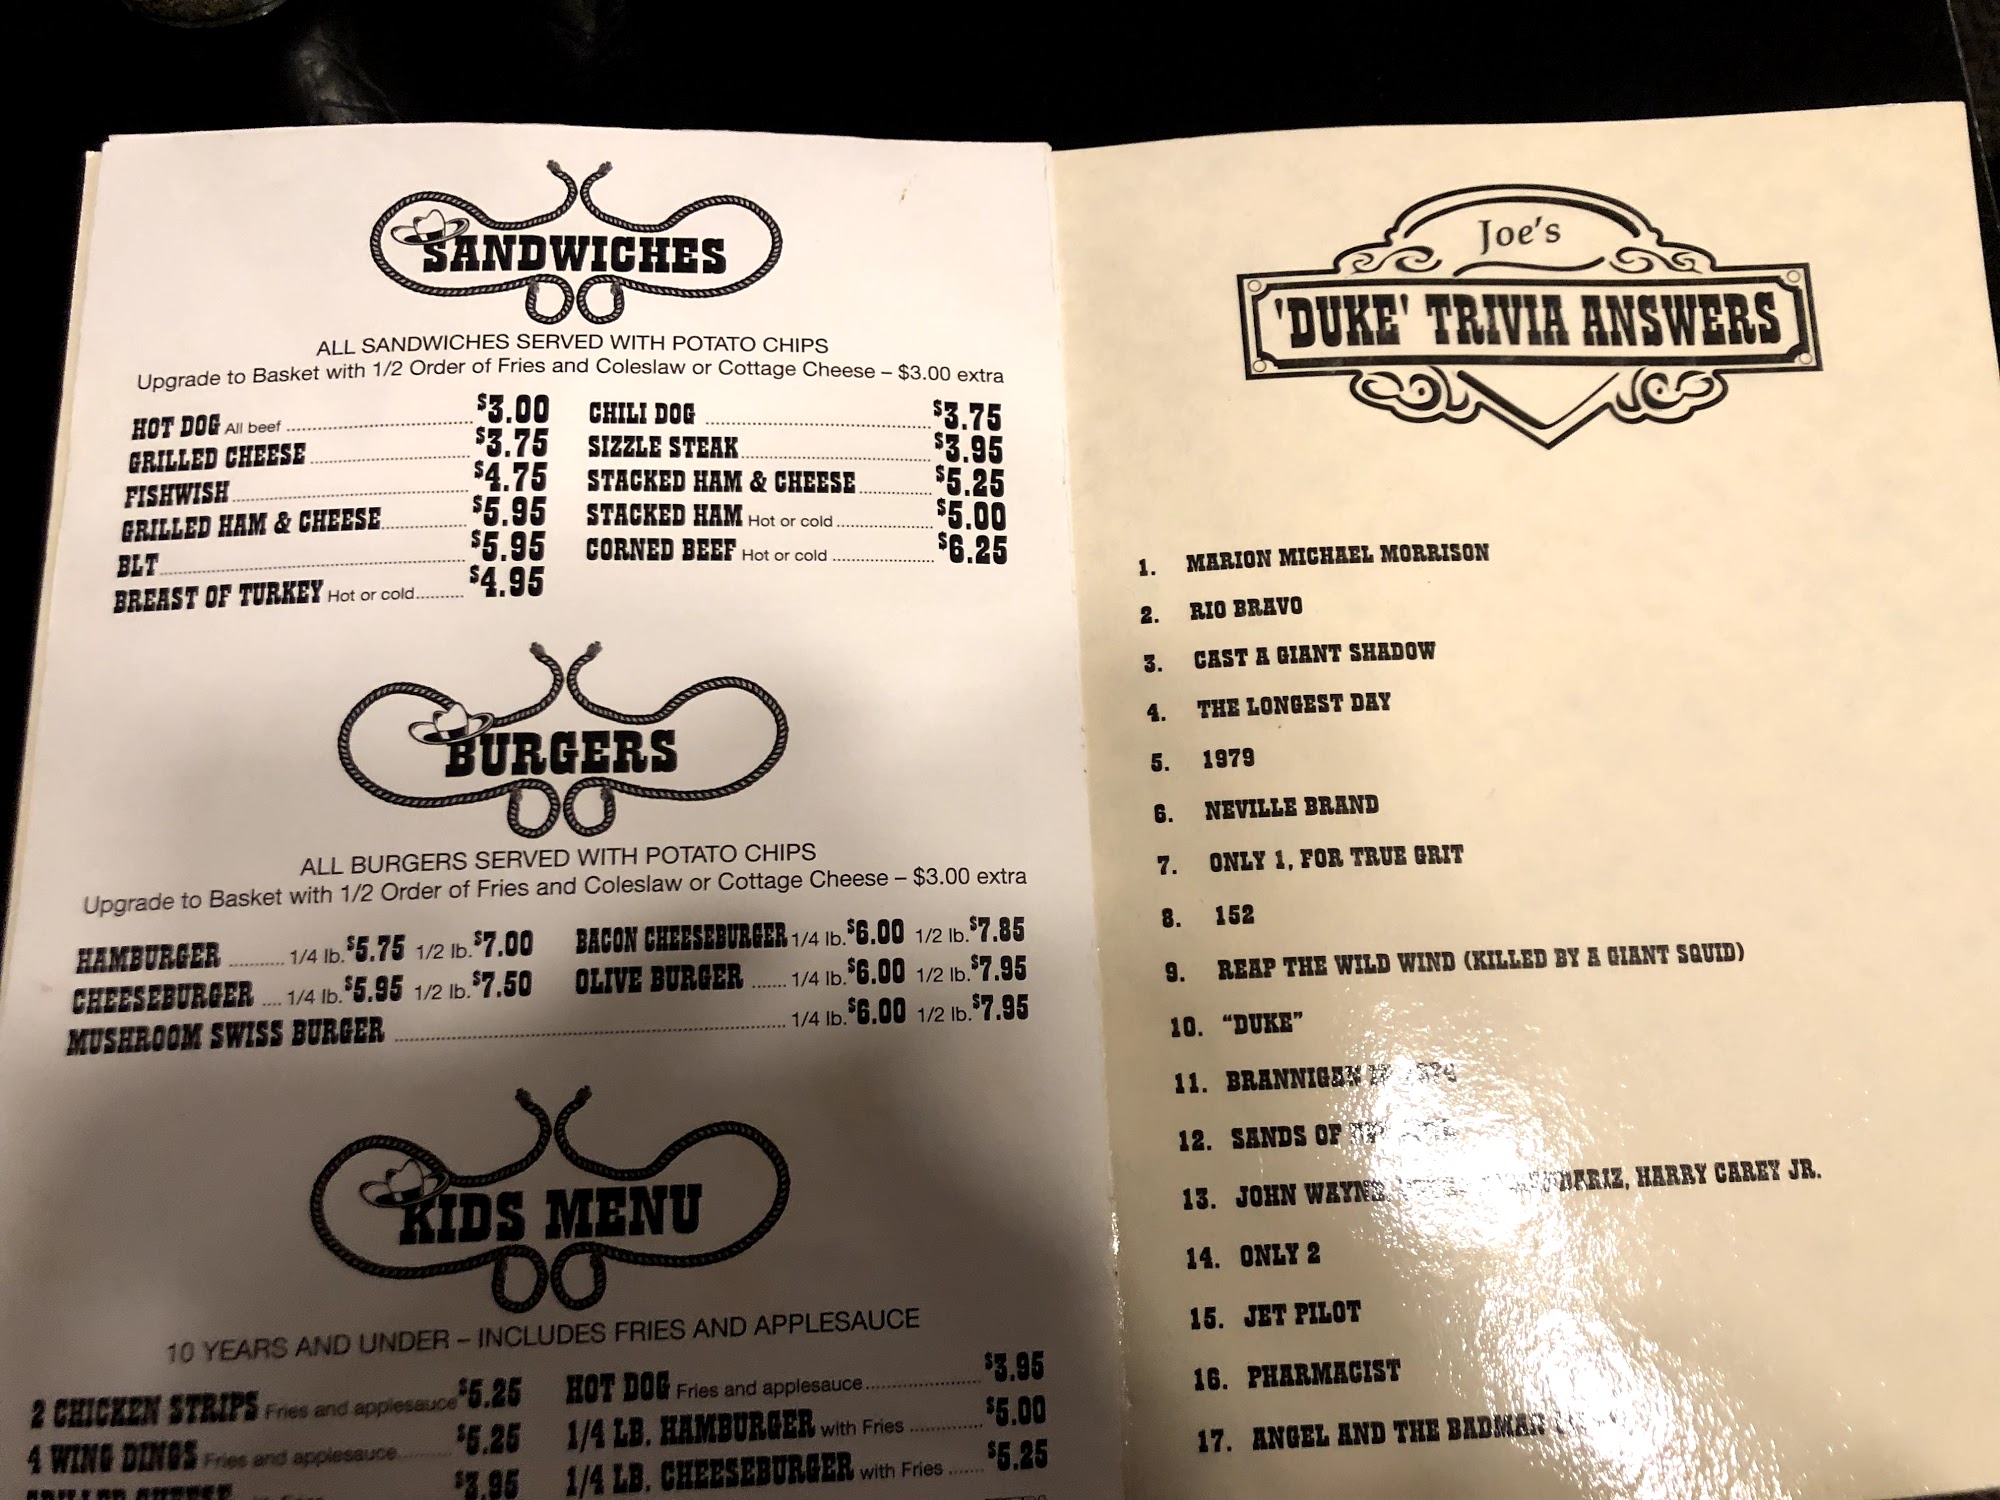 SANDWICHES
ALL SANDWICHES SERVED WITH POTATO CHIPS
Upgrade to Basket with 1/2 Order of Fries and Coleslaw or Cottage Cheese – $3.00 extra
HOT DOG All beef $3.00
GRILLED CHEESE $3.75
FISHWISH $4.75
GRILLED HAM & CHEESE $5.95
BLT $5.95
BREAST OF TURKEY Hot or cold $4.95
CHILI DOG $3.75
SIZZLE STEAK $3.95
STACKED HAM & CHEESE $5.25
STACKED HAM Hot or cold $5.00
CORNED BEEF Hot or cold $6.25
BURGERS
ALL BURGERS SERVED WITH POTATO CHIPS
Upgrade to Basket with 1/2 Order of Fries and Coleslaw or Cottage Cheese – $3.00 extra
HAMBURGER 1/4 lb. $5.75 1/2 lb. $7.00
CHEESEBURGER 1/4 lb. $5.95 1/2 lb. $7.50
BACON CHEESEBURGER 1/4 lb. $6.00 1/2 lb. $7.85
OLIVE BURGER 1/4 lb. $6.00 1/2 lb. $7.95
MUSHROOM SWISS BURGER 1/4 lb. $6.00 1/2 lb. $7.95
KIDS MENU
10 YEARS AND UNDER – INCLUDES FRIES AND APPLESAUCE
2 CHICKEN STRIPS Fries and applesauce $5.25
4 WING DINGS Fries and applesauce $5.25
GRILLED CHEESE with Fries $3.95
HOT DOG Fries and applesauce $3.95
1/4 LB. HAMBURGER with Fries $5.00
1/4 LB. CHEESEBURGER with Fries $5.25
Joe's
'DUKE' TRIVIA ANSWERS
1. MARION MICHAEL MORRISON
2. RIO BRAVO
3. CAST A GIANT SHADOW
4. THE LONGEST DAY
5. 1979
6. NEVILLE BRAND
7. ONLY 1, FOR TRUE GRIT
8. 152
9. REAP THE WILD WIND (KILLED BY A GIANT SQUID)
10. "DUKE"
11. BRANNIGAN
12. SANDS OF
13. JOHN WAYNE, HARRY CAREY JR.
14. ONLY 2
15. JET PILOT
16. PHARMACIST
17. ANGEL AND THE BADMAN